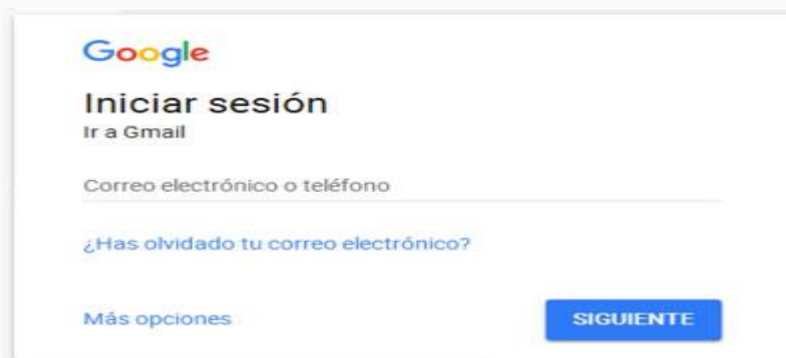 Google
Iniciar sesión
Ir a Gmail
Correo electrónico o teléfono
¿Has olvidado tu correo electrónico?
Más opciones
SIGUIENTE